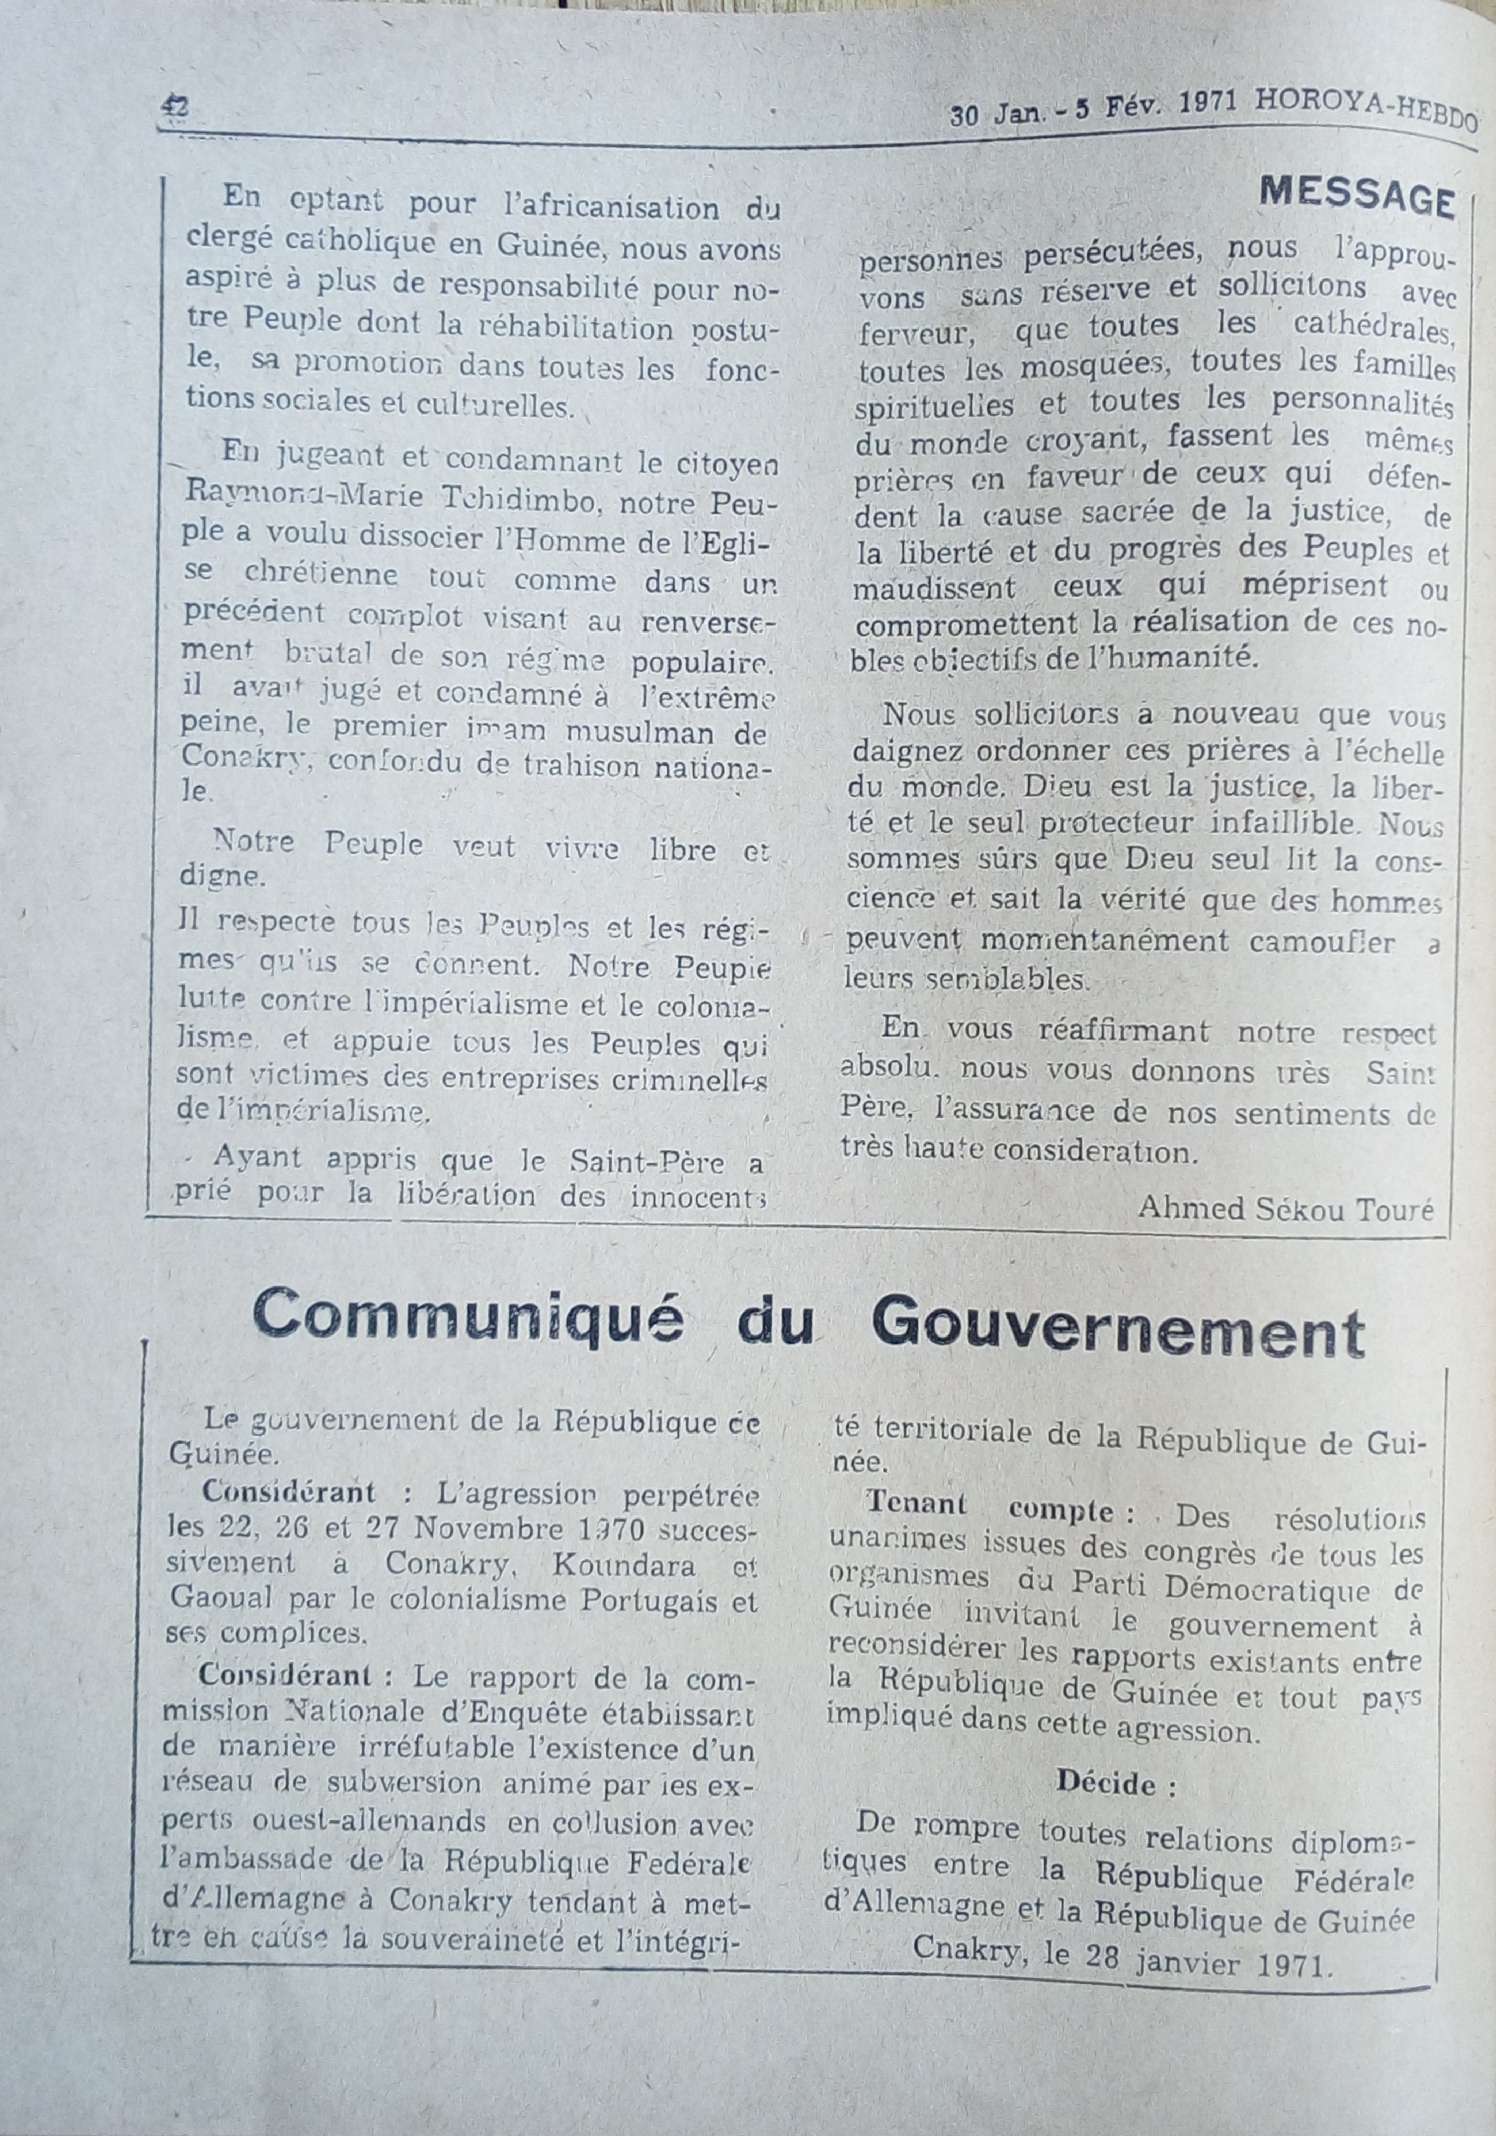 42
30 Jan. - 5 Fév. 1971 HOROYA-HEBDO
En optant pour l'africanisation du
clergé catholique en Guinée, nous avons
aspiré à plus de responsabilité pour no-
tre Peuple dont la réhabilitation postu-
le, sa promotion dans toutes les fonc-
tions sociales et culturelles.
En jugeant et condamnant le citoyen
Raymond-Marie Tchidimbo, notre Peu-
ple a voulu dissocier l'Homme de l'Egli-
se chrétienne tout comme dans un
précédent complot visant au renverse-
ment brutal de son régime populaire,
il avait jugé et condamné à l'extrême
peine, le premier imam musulman de
Conakry, confondu de trahison nationa-
le.
Notre Peuple veut vivre libre et
digne.
Il respecte tous les Peuples et les régi-
mes qu'ils se donnent. Notre Peuple
lutte contre l'impérialisme et le colonia-
lisme, et appuie tous les Peuples qui
sont victimes des entreprises criminelles
de l'impérialisme.
Ayant appris que le Saint-Père a
prié pour la libération des innocents
MESSAGE
personnes persécutées, nous l'approu-
vons sans réserve et sollicitons avec
ferveur, que toutes les cathédrales,
toutes les mosquées, toutes les familles
spirituelles et toutes les personnalités
du monde croyant, fassent les mêmes
prières en faveur de ceux qui défen-
dent la cause sacrée de la justice, de
la liberté et du progrès des Peuples et
maudissent ceux qui méprisent ou
compromettent la réalisation de ces no-
bles objectifs de l'humanité.
Nous sollicitons à nouveau que vous
daignez ordonner ces prières à l'échelle
du monde. Dieu est la justice, la liber-
té et le seul protecteur infaillible. Nous
sommes sûrs que Dieu seul lit la cons-
cience et sait la vérité que des hommes
peuvent momentanément camoufler a
leurs semblables.
En vous réaffirmant notre respect
absolu, nous vous donnons très Saint
Père, l'assurance de nos sentiments de
très haute consideration.
Ahmed Sékou Touré
Communiqué du Gouvernement
Le gouvernement de la République de
Guinée.
Considérant : L'agression perpétrée
les 22, 26 et 27 Novembre 1970 succes-
sivement à Conakry, Koundara et
Gaoual par le colonialisme Portugais et
ses complices.
Considérant : Le rapport de la com-
mission Nationale d'Enquête établissant
de manière irréfutable l'existence d'un
réseau de subversion animé par les ex-
perts ouest-allemands en collusion avec
l'ambassade de la République Fedérale
d'Allemagne à Conakry tendant à met-
tre en cause la souveraineté et l'intégri-
té territoriale de la République de Gui-
née.
Tenant compte : Des résolutions
unanimes issues des congrès de tous les
organismes du Parti Démocratique de
Guinée invitant le gouvernement à
reconsidérer les rapports existants entre
la République de Guinée et tout pays
impliqué dans cette agression.
Décide :
De rompre toutes relations diploma-
tiques entre la République Fédérale
d'Allemagne et la République de Guinée
Cnakry, le 28 janvier 1971.